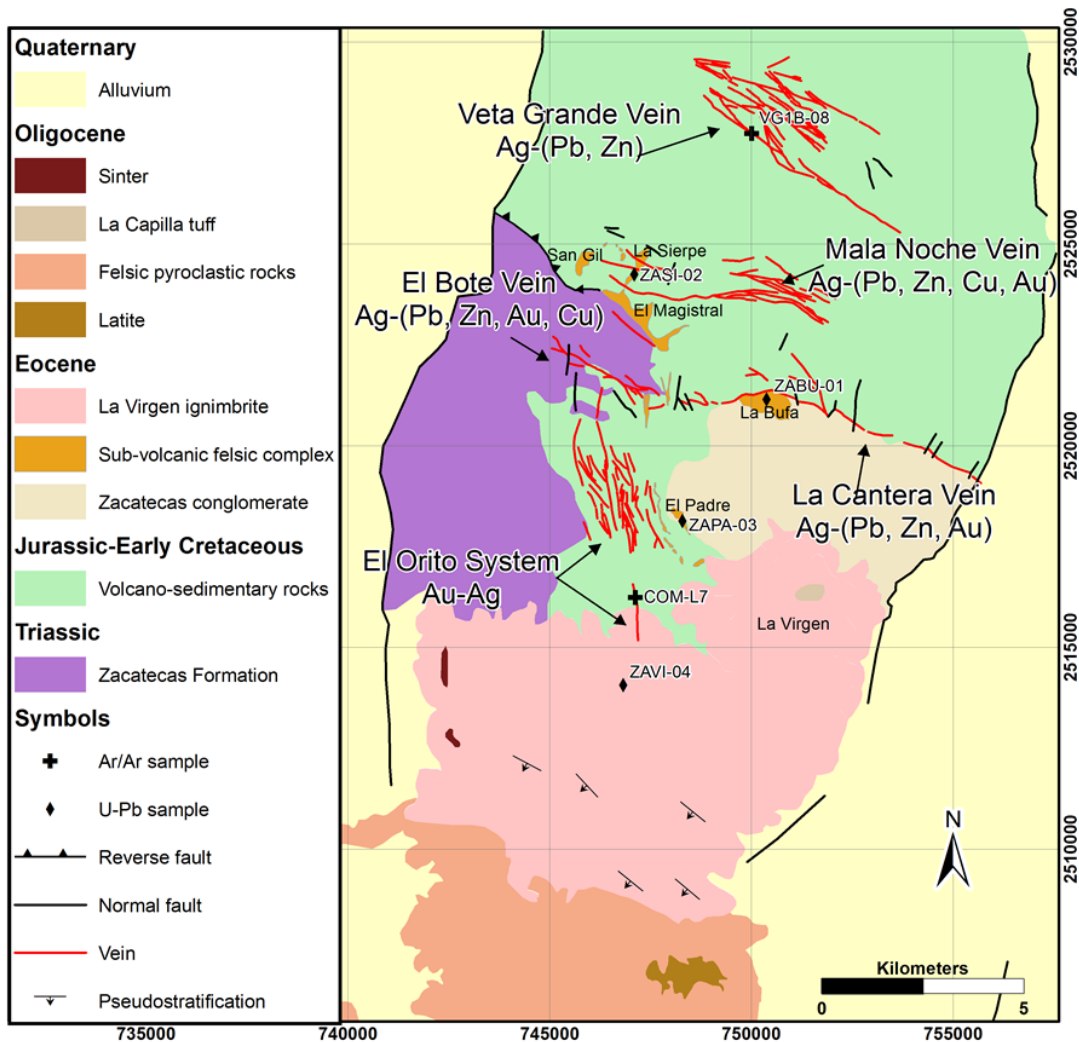 Quaternary
Alluvium
Oligocene
Sinter
La Capilla tuff
Felsic pyroclastic rocks
Latite
Eocene
La Virgen ignimbrite
Sub-volcanic felsic complex
Zacatecas conglomerate
Jurassic-Early Cretaceous
Volcano-sedimentary rocks
Triassic
Zacatecas Formation
Symbols
Ar/Ar sample
U-Pb sample
Reverse fault
Normal fault
Vein
Pseudostratification
Veta Grande Vein
Ag-(Pb, Zn)
VG1B-08
San Gil
La Sierpe
ZASI-02
Mala Noche Vein
Ag-(Pb, Zn, Cu, Au)
El Bote Vein
Ag-(Pb, Zn, Au, Cu)
El Magistral
ZABU-01
La Bufa
La Cantera Vein
Ag-(Pb, Zn, Au)
El Padre
ZAPA-03
El Orito System
Au-Ag
COM-L7
La Virgen
ZAVI-04
N
Kilometers
0 5
2530000
2525000
2520000
2515000
2510000
735000 740000 745000 750000 755000